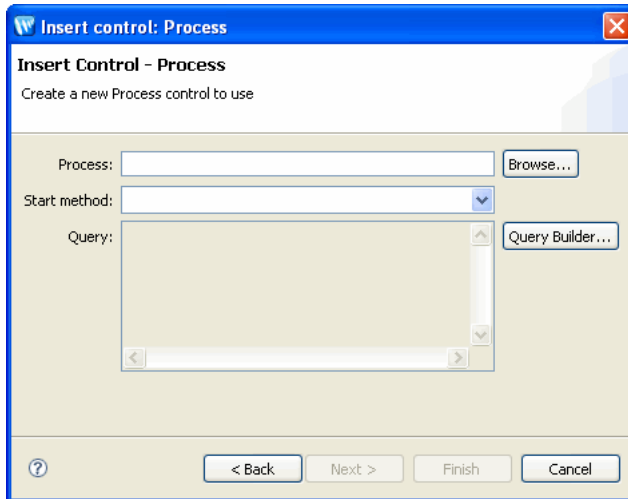 Insert control: Process
Insert Control - Process
Create a new Process control to use
Process:
Browse...
Start method:
Query:
Query Builder...
?
< Back
Next >
Finish
Cancel